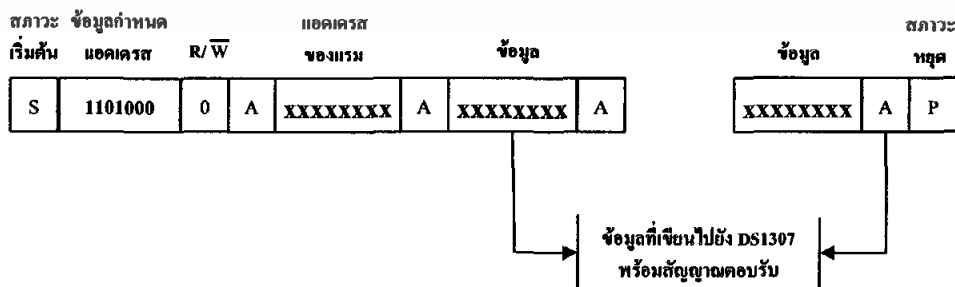 สภาวะ ข้อมูลกำหนด แอดเดรส สภาวะ
เริ่มต้น แอดเดรส R/W̅ ของแรม ข้อมูล ข้อมูล หยุด
S 1101000 0 A XXXXXXXX A XXXXXXXX A XXXXXXXX A P
ข้อมูลที่เขียนไปยัง DS1307
พร้อมสัญญาณตอบรับ